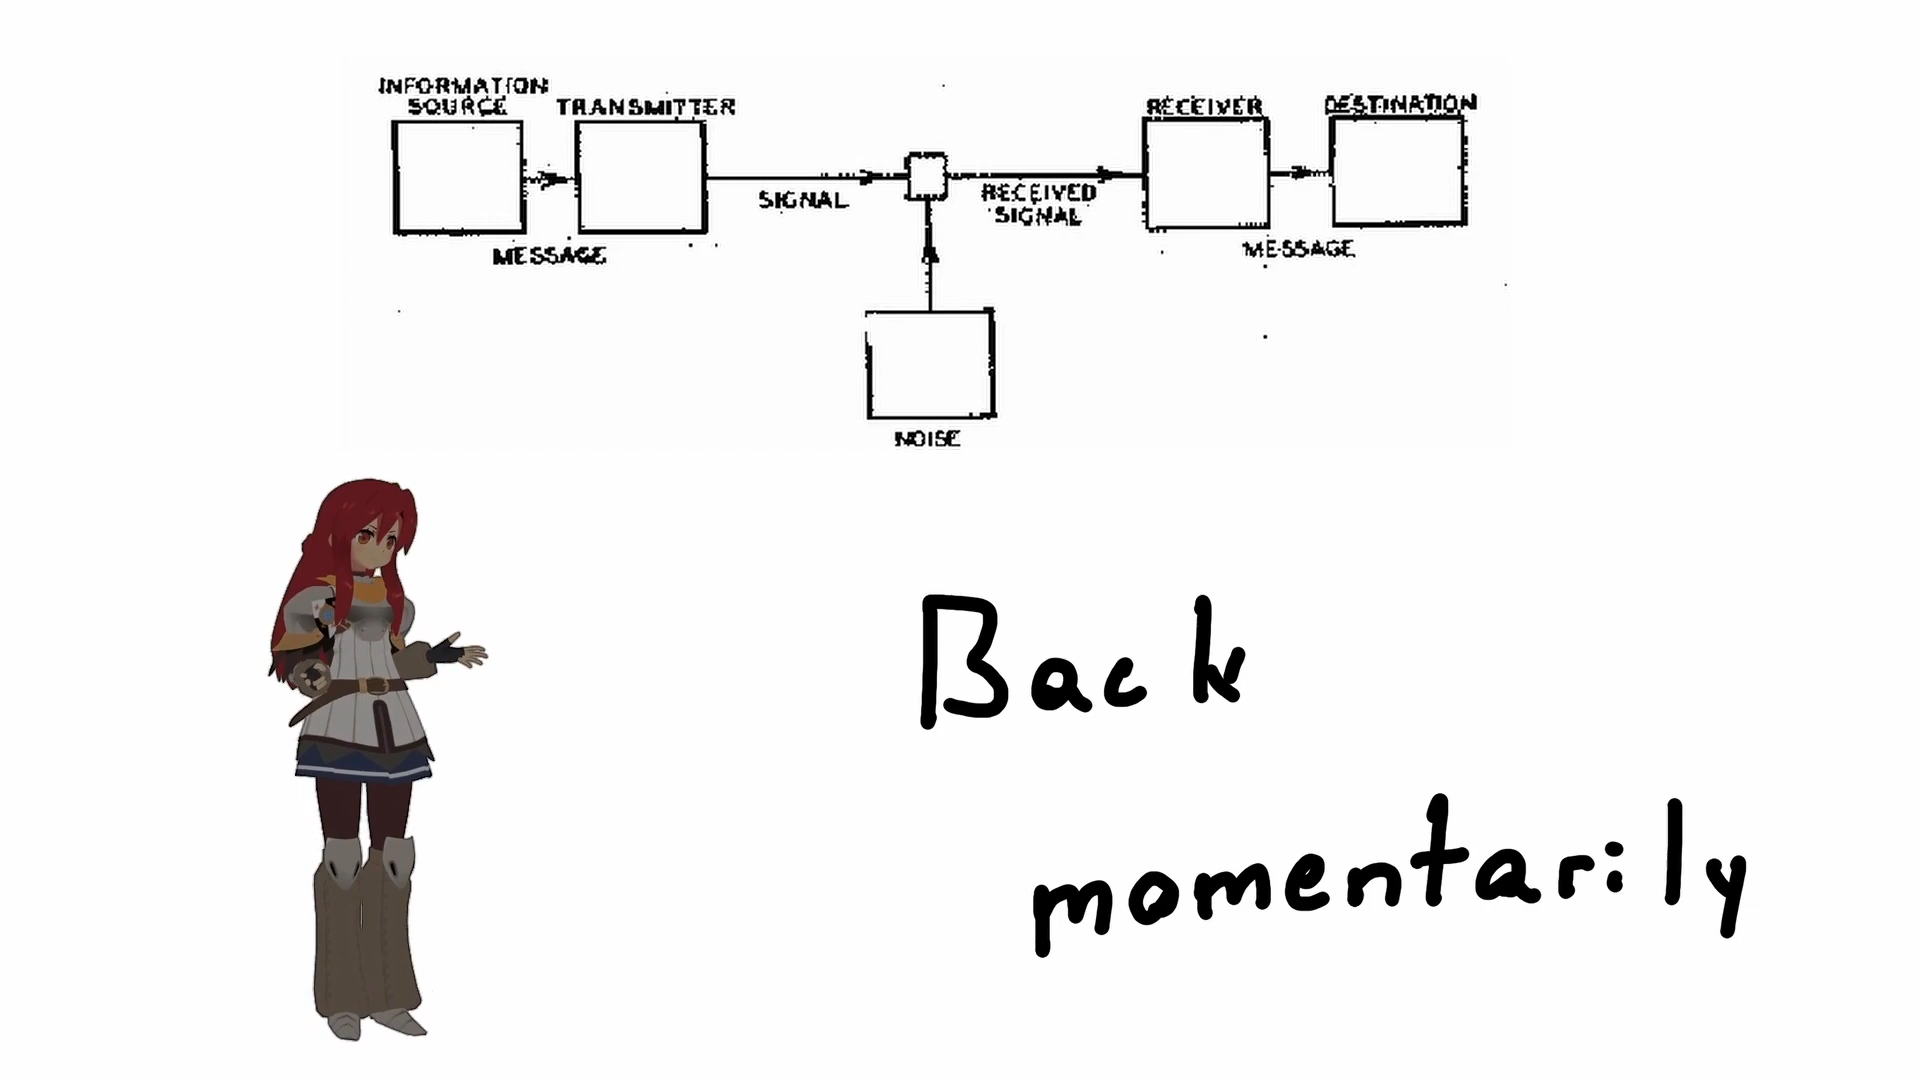 INFORMATION
SOURCE
TRANSMITTER
RECEIVER
DESTINATION
SIGNAL
RECEIVED
SIGNAL
MESSAGE
MESSAGE
NOISE
Back
momentarily